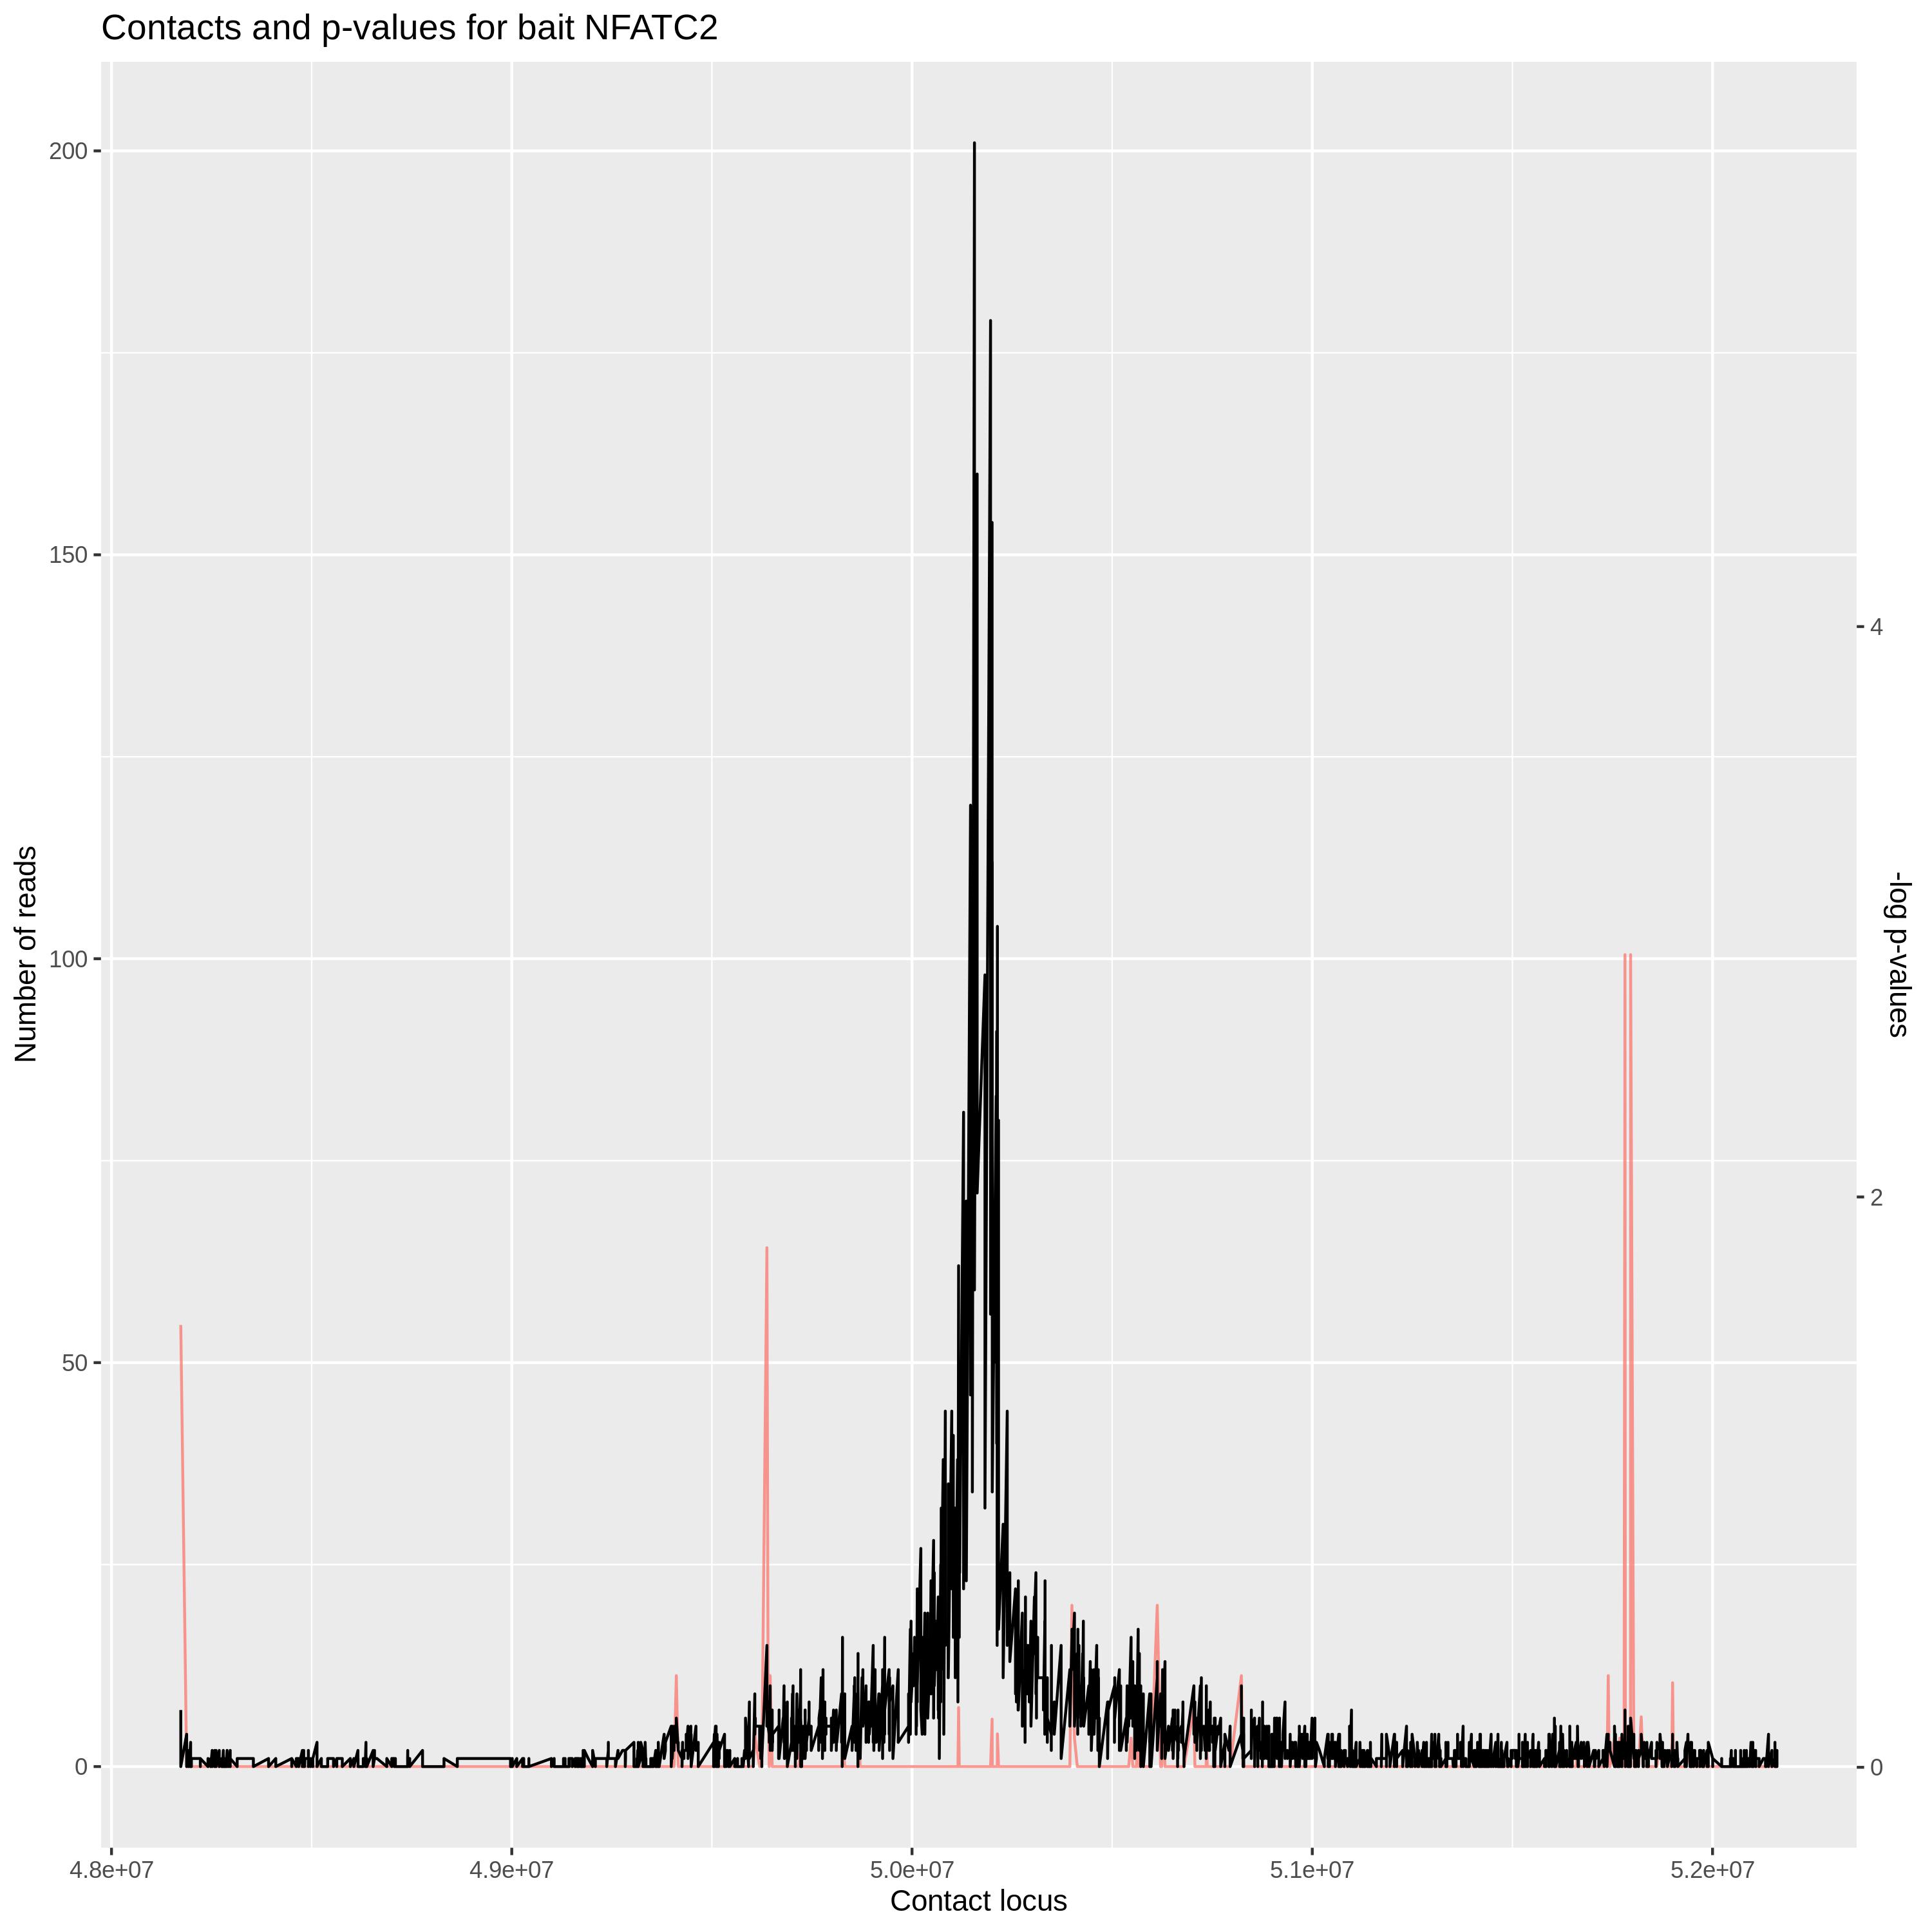 Contacts and p-values for bait NFATC2
200
150
100
50
0
Number of reads
4
2
0
-log p-values
4.8e+07
4.9e+07
5.0e+07
5.1e+07
5.2e+07
Contact locus